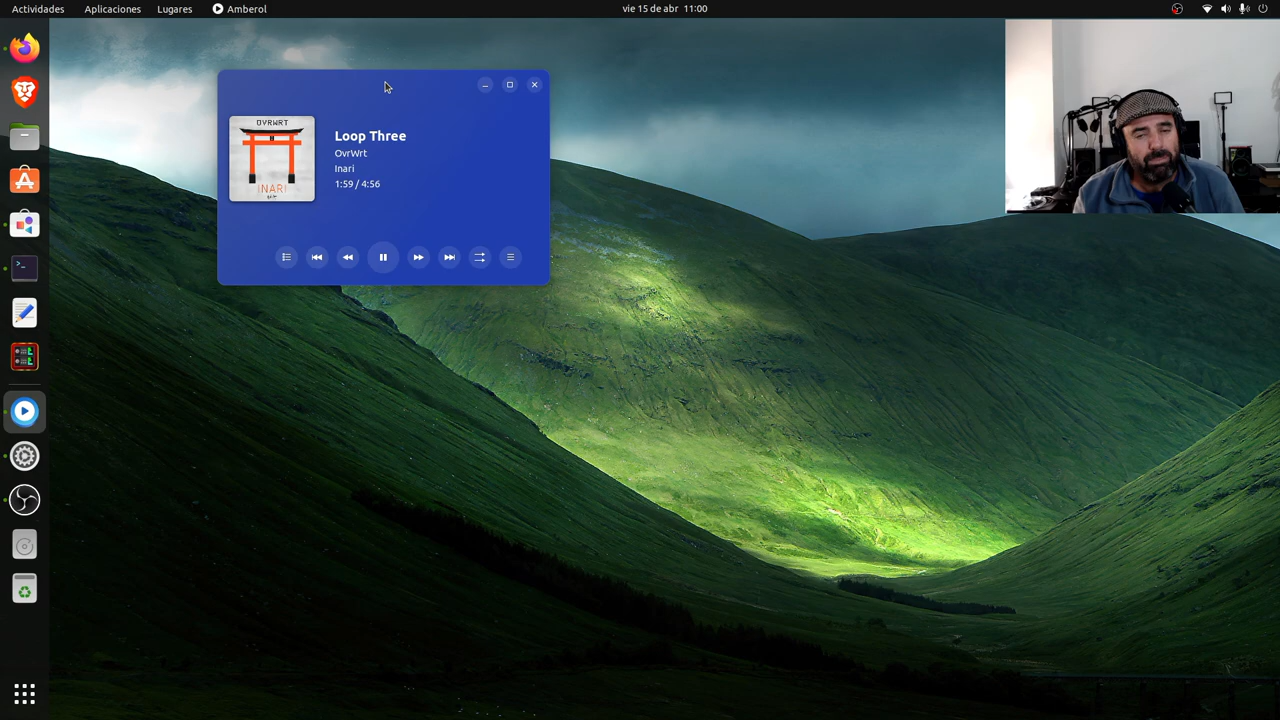 Actividades Aplicaciones Lugares Amberol vie 15 de abr 11:00
OVRWRT
INARI
Loop Three
OvrWrt
Inari
1:59 / 4:56